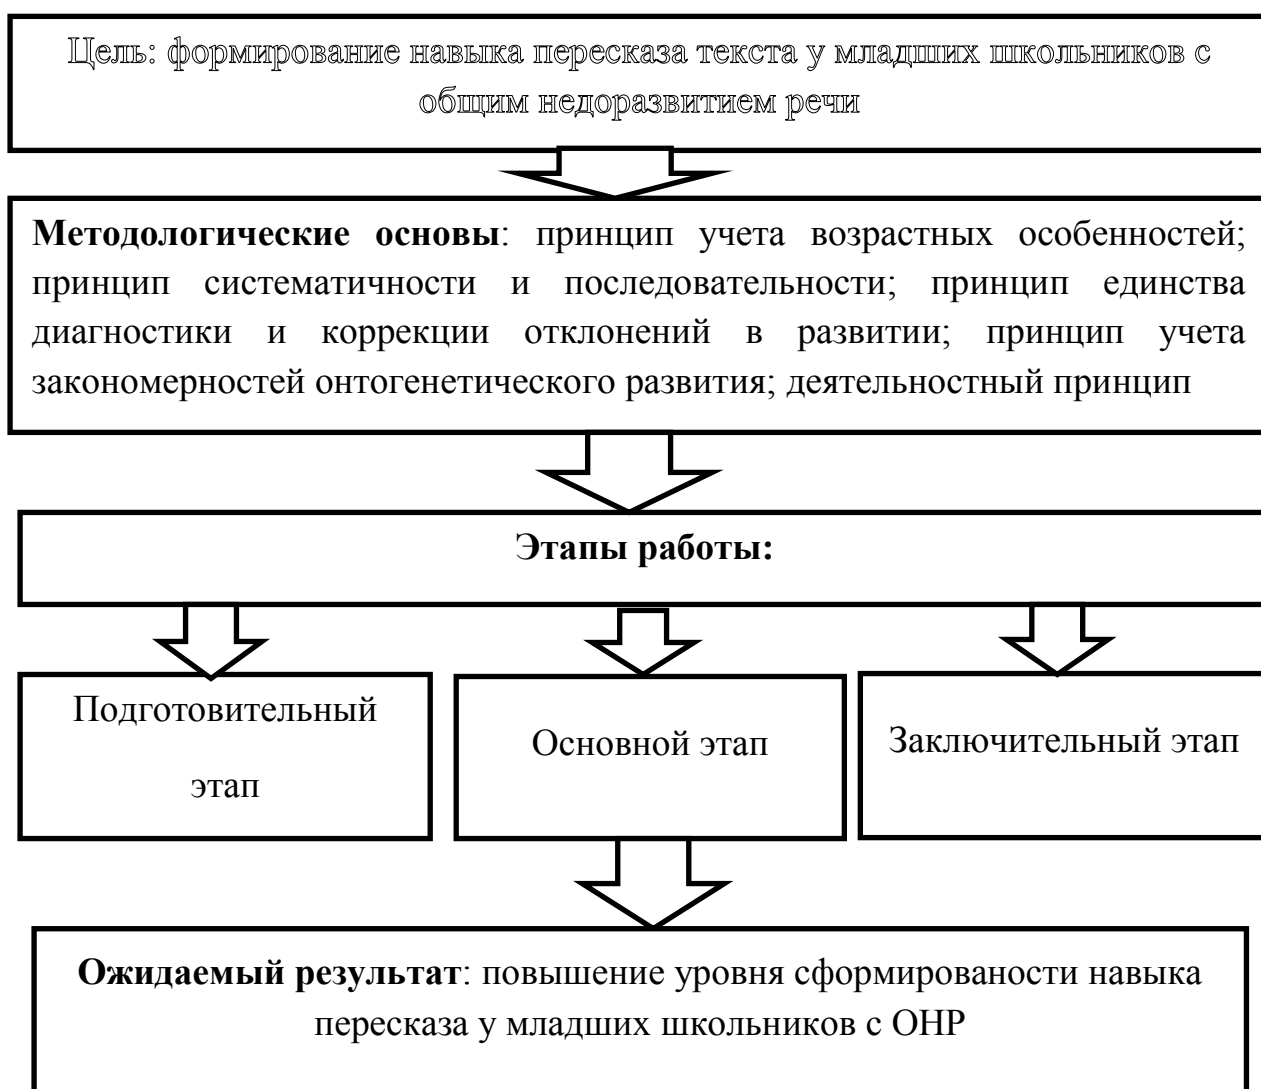 Цель: формирование навыка пересказа текста у младших школьников с
общим недоразвитием речи
Методологические основы: принцип учета возрастных особенностей;
принцип систематичности и последовательности; принцип единства
диагностики и коррекции отклонений в развитии; принцип учета
закономерностей онтогенетического развития; деятельностный принцип
Этапы работы:
Подготовительный
этап
Основной этап
Заключительный этап
Ожидаемый результат: повышение уровня сформированости навыка
пересказа у младших школьников с ОНР